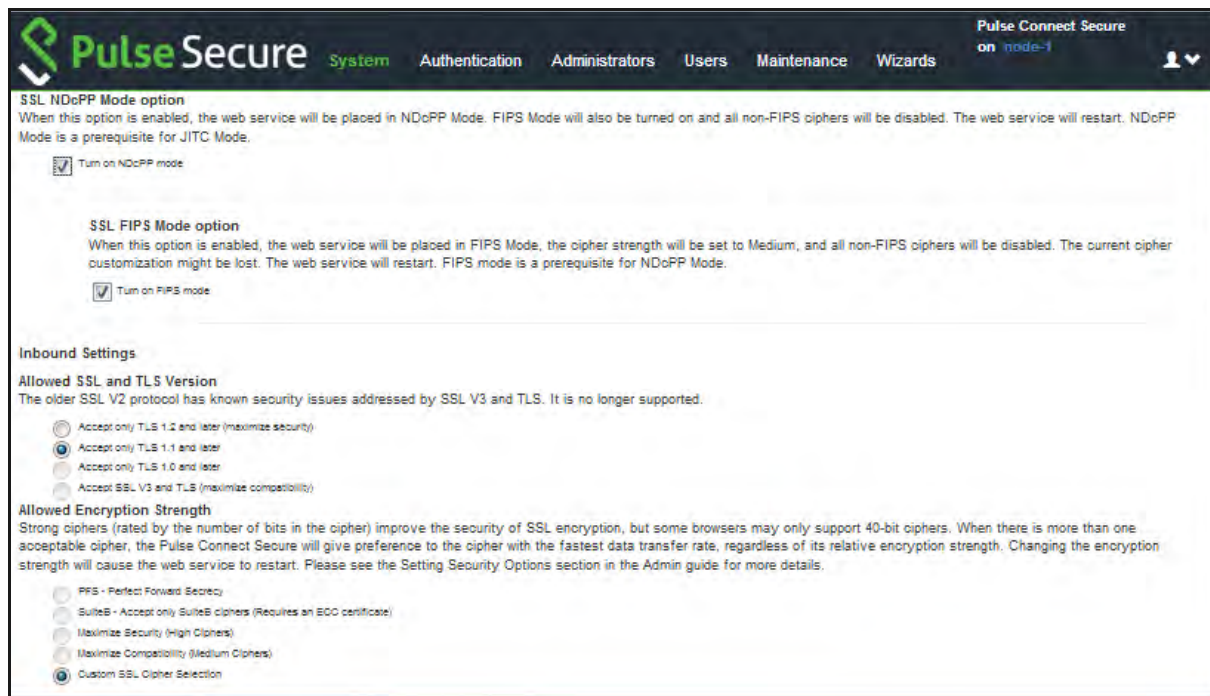 Pulse Secure System Authentication Administrators Users Maintenance Wizards Pulse Connect Secure
on node-1
SSL NDcPP Mode option
When this option is enabled, the web service will be placed in NDcPP Mode. FIPS Mode will also be turned on and all non-FIPS ciphers will be disabled. The web service will restart. NDcPP
Mode is a prerequisite for JITC Mode.
Turn on NDcPP mode
SSL FIPS Mode option
When this option is enabled, the web service will be placed in FIPS Mode, the cipher strength will be set to Medium, and all non-FIPS ciphers will be disabled. The current cipher
customization might be lost. The web service will restart. FIPS mode is a prerequisite for NDcPP Mode.
Turn on FIPS mode
Inbound Settings
Allowed SSL and TLS Version
The older SSL V2 protocol has known security issues addressed by SSL V3 and TLS. It is no longer supported.
Accept only TLS 1.2 and later (maximize security)
Accept only TLS 1.1 and later
Accept only TLS 1.0 and later
Accept SSL V3 and TLS (maximize compatibility)
Allowed Encryption Strength
Strong ciphers (rated by the number of bits in the cipher) improve the security of SSL encryption, but some browsers may only support 40-bit ciphers. When there is more than one
acceptable cipher, the Pulse Connect Secure will give preference to the cipher with the fastest data transfer rate, regardless of its relative encryption strength. Changing the encryption
strength will cause the web service to restart. Please see the Setting Security Options section in the Admin guide for more details.
PFS - Perfect Forward Secrecy
SuiteB - Accept only SuiteB ciphers (Requires an ECC certificate)
Maximize Security (High Ciphers)
Maximize Compatibility (Medium Ciphers)
Custom SSL Cipher Selection